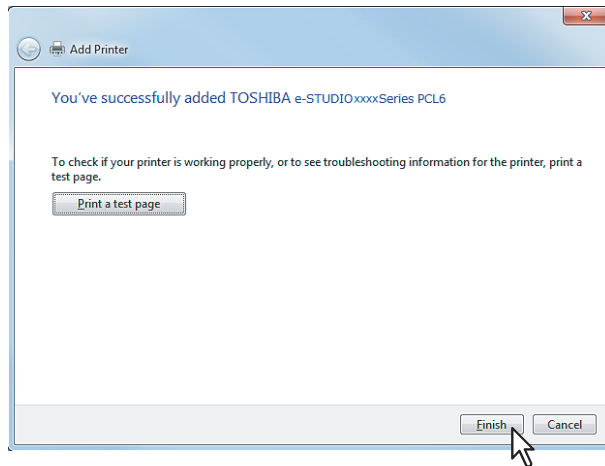 Add Printer
You've successfully added TOSHIBA e-STUDIOxxxxSeries PCL6
To check if your printer is working properly, or to see troubleshooting information for the printer, print a
test page.
Print a test page
Finish Cancel